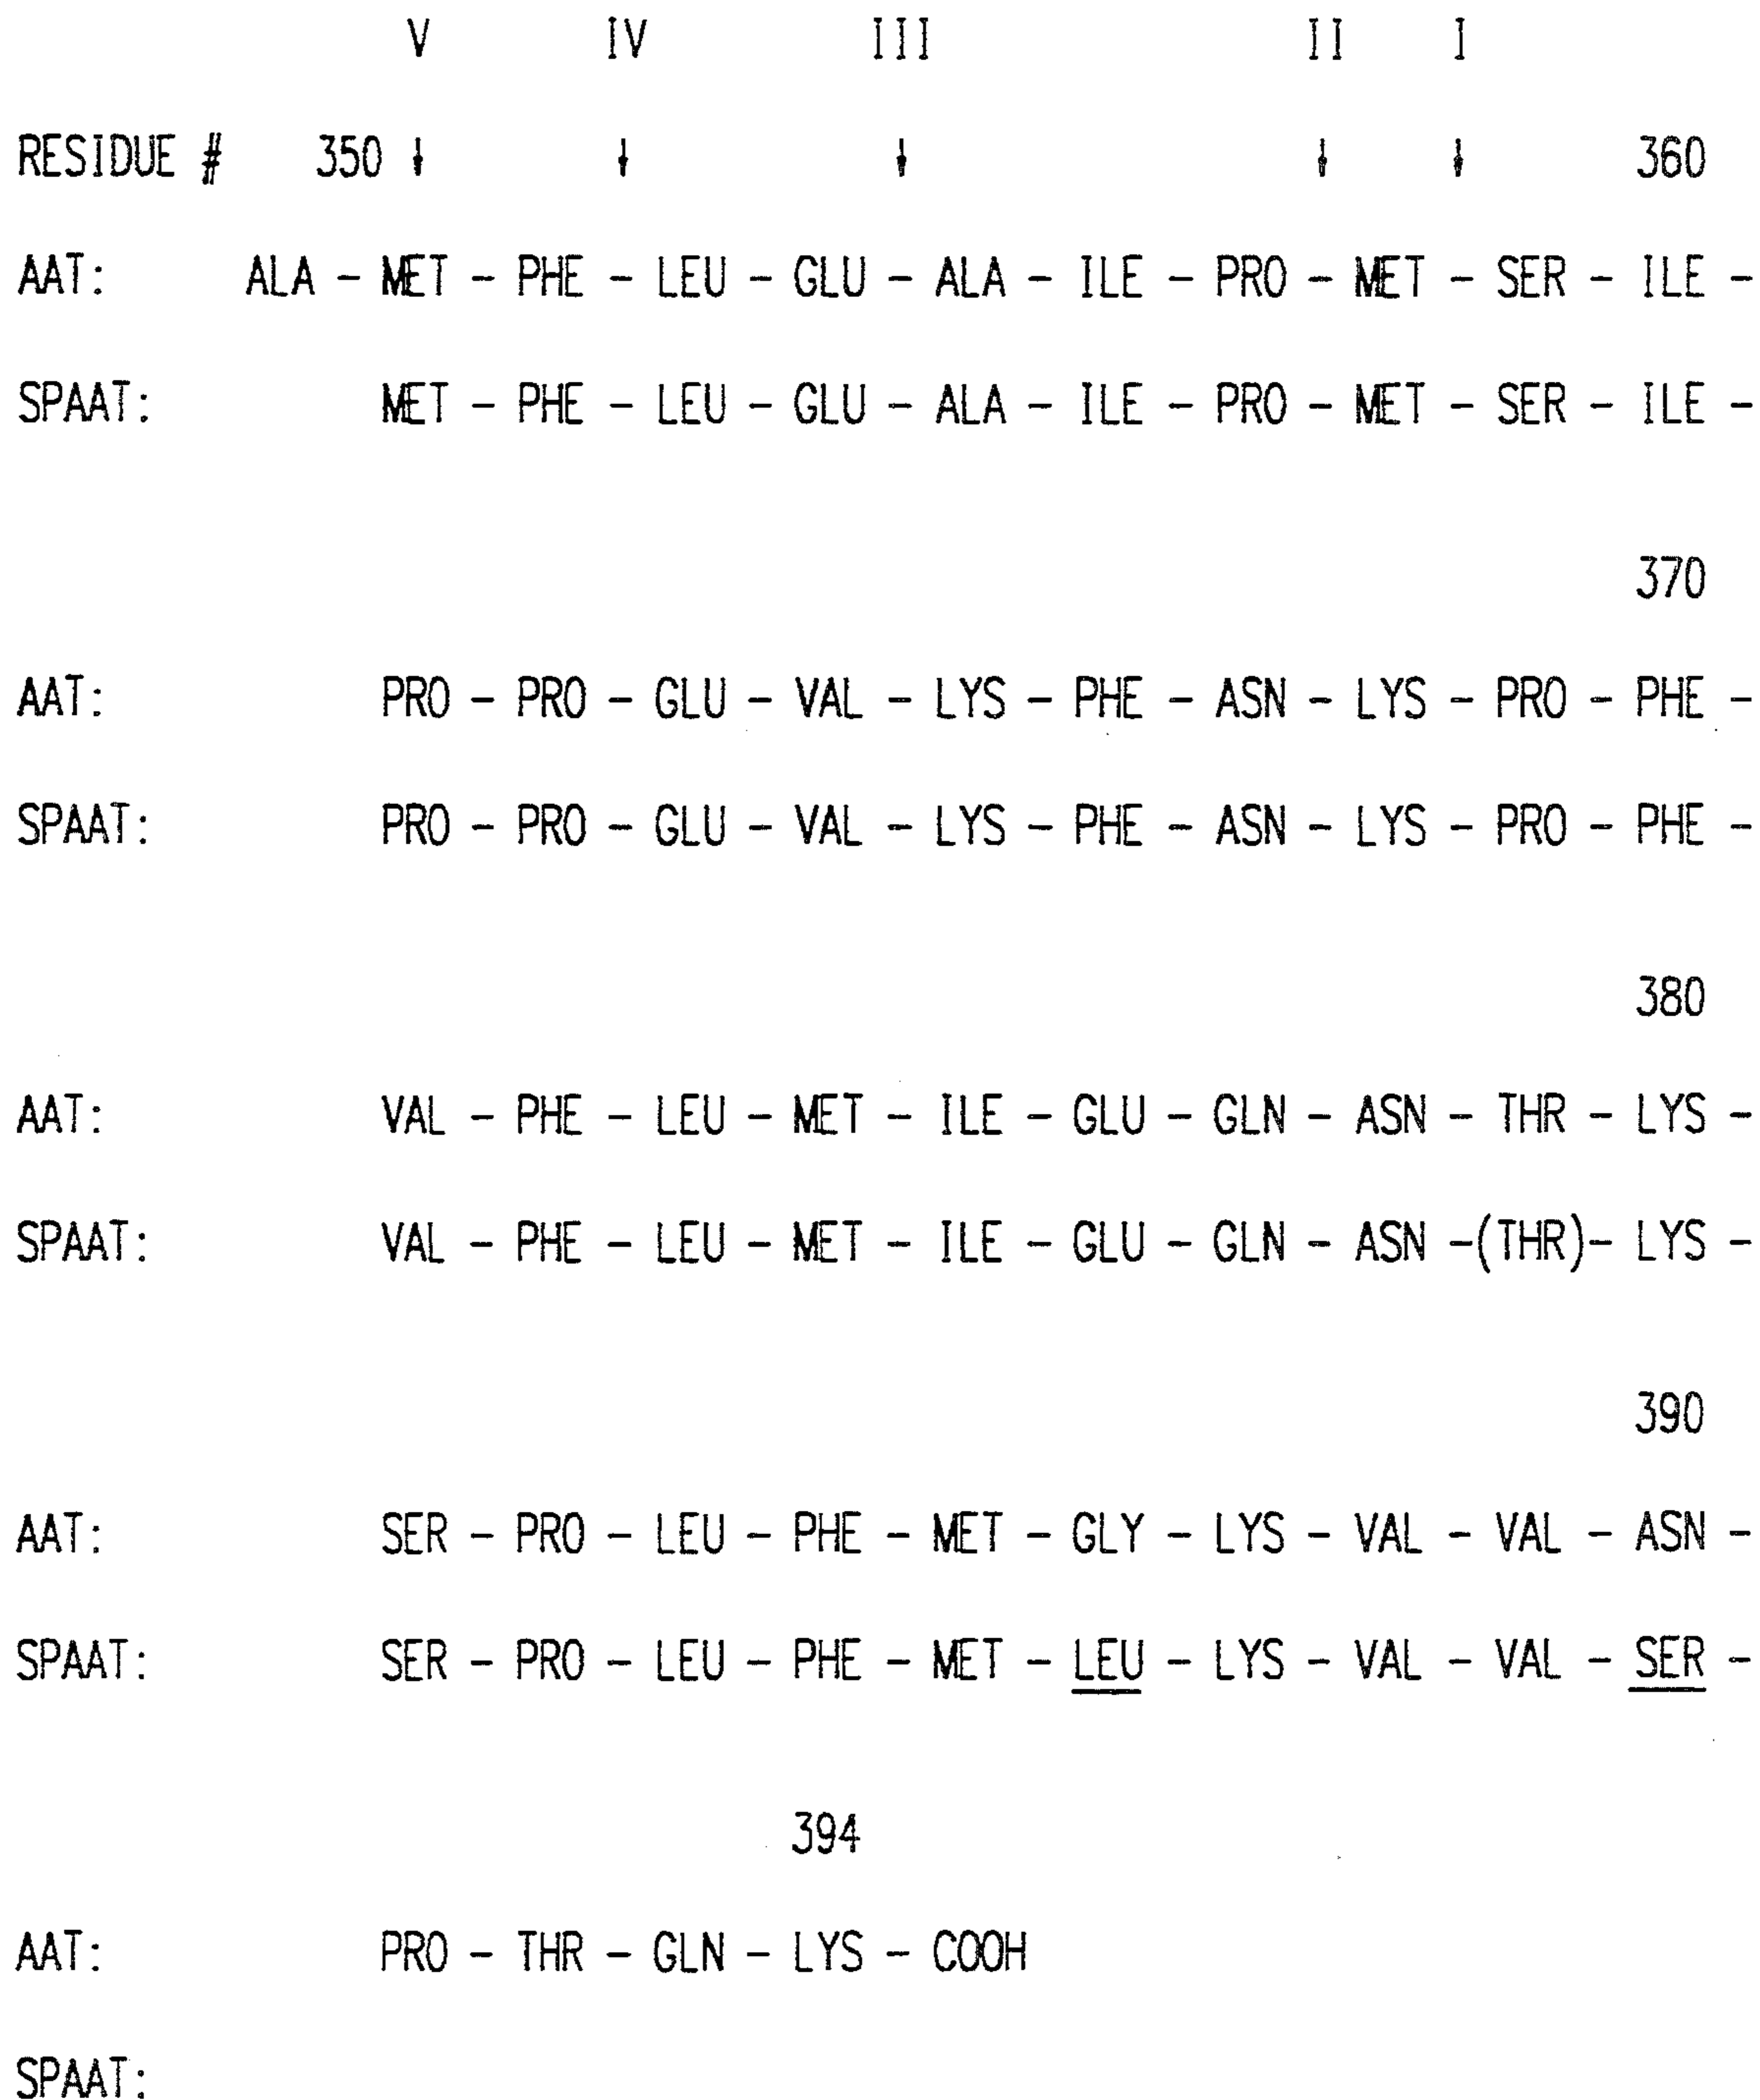 V IV III II I
RESIDUE # 350 ↓ ↓ ↓ ↓ ↓ 360
AAT: ALA – MET – PHE – LEU – GLU – ALA – ILE – PRO – MET – SER – ILE –
SPAAT: MET – PHE – LEU – GLU – ALA – ILE – PRO – MET – SER – ILE –
370
AAT: PRO – PRO – GLU – VAL – LYS – PHE – ASN – LYS – PRO – PHE –
SPAAT: PRO – PRO – GLU – VAL – LYS – PHE – ASN – LYS – PRO – PHE –
380
AAT: VAL – PHE – LEU – MET – ILE – GLU – GLN – ASN – THR – LYS –
SPAAT: VAL – PHE – LEU – MET – ILE – GLU – GLN – ASN –(THR)– LYS –
390
AAT: SER – PRO – LEU – PHE – MET – GLY – LYS – VAL – VAL – ASN –
SPAAT: SER – PRO – LEU – PHE – MET – LEU – LYS – VAL – VAL – SER –
394
AAT: PRO – THR – GLN – LYS – COOH
SPAAT: